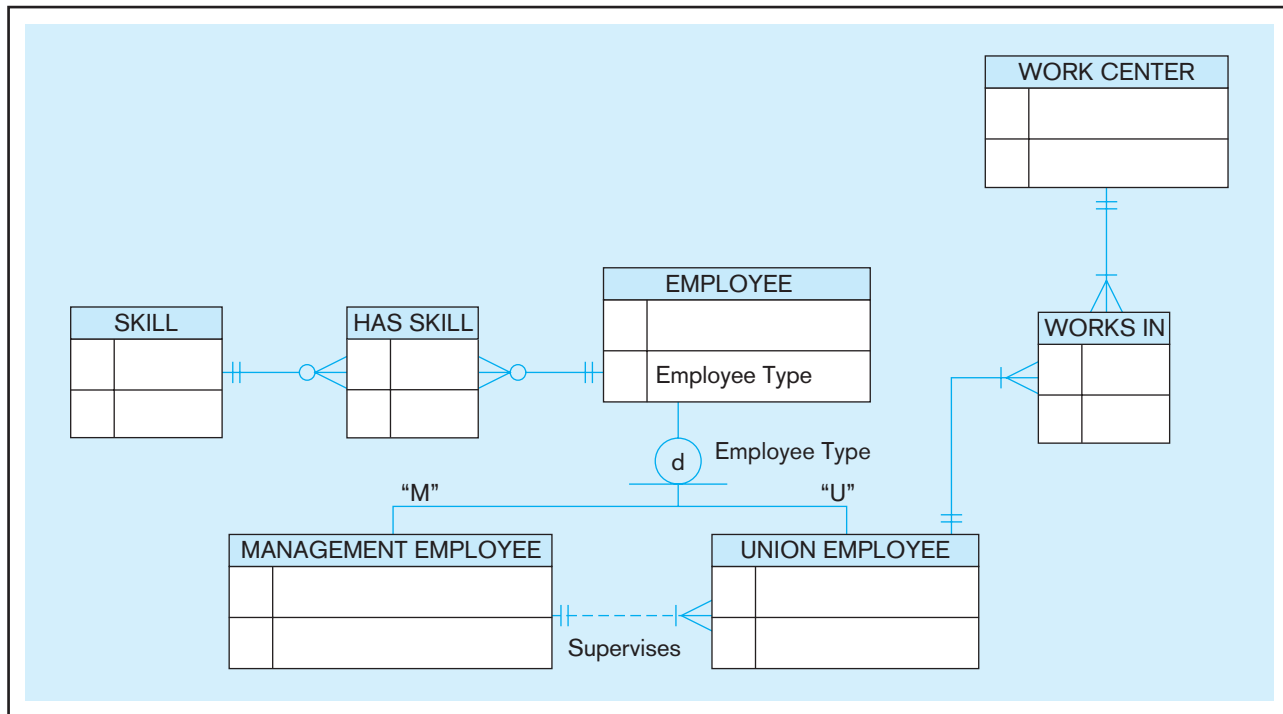 WORK CENTER
EMPLOYEE
SKILL
HAS SKILL
WORKS IN
Employee Type
d
Employee Type
“M”
“U”
MANAGEMENT EMPLOYEE
UNION EMPLOYEE
Supervises